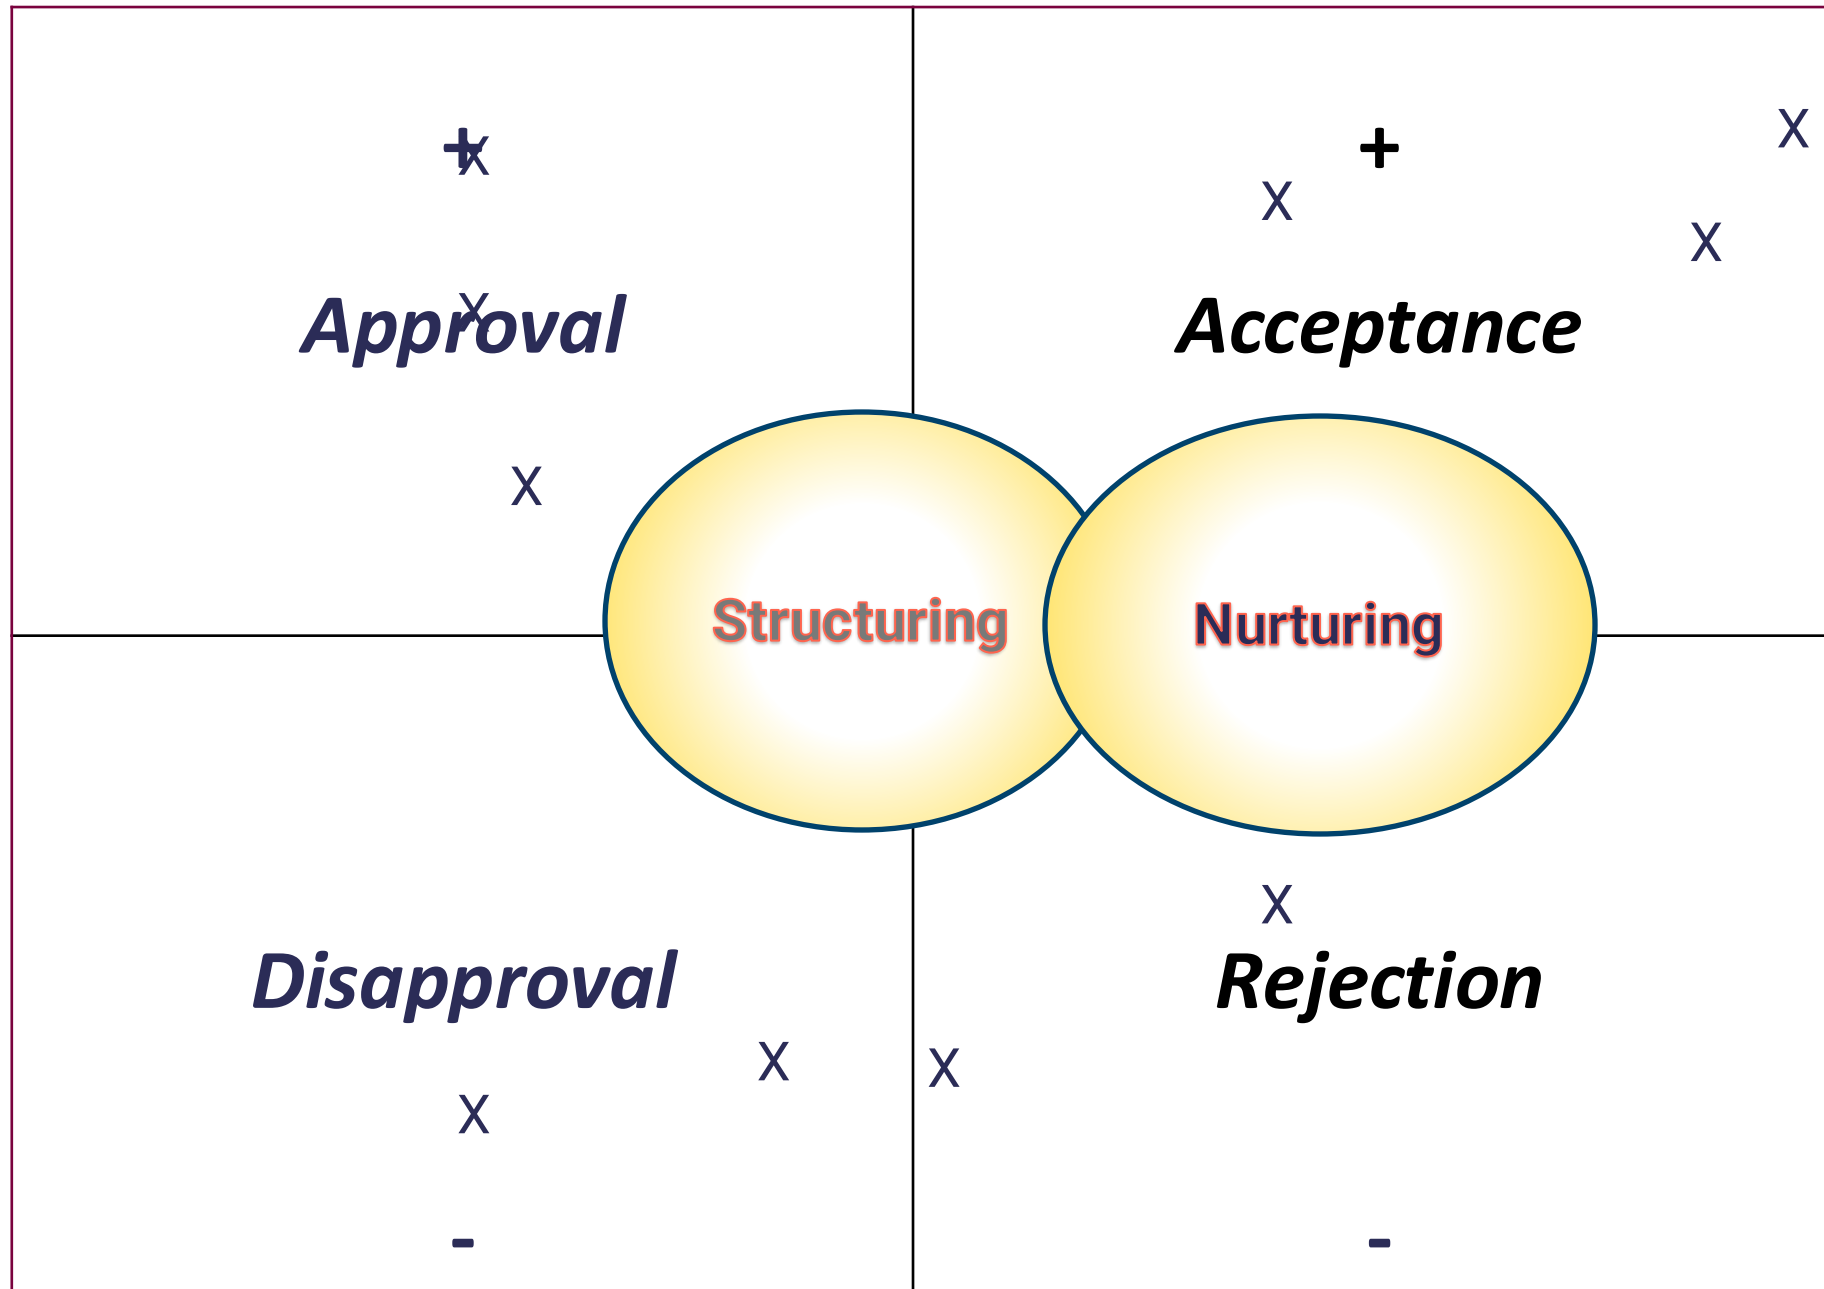 +
X
Approval
X
X
+
X
X
X
Acceptance
Structuring
Nurturing
Disapproval
X
X
-
X
Rejection
X
-